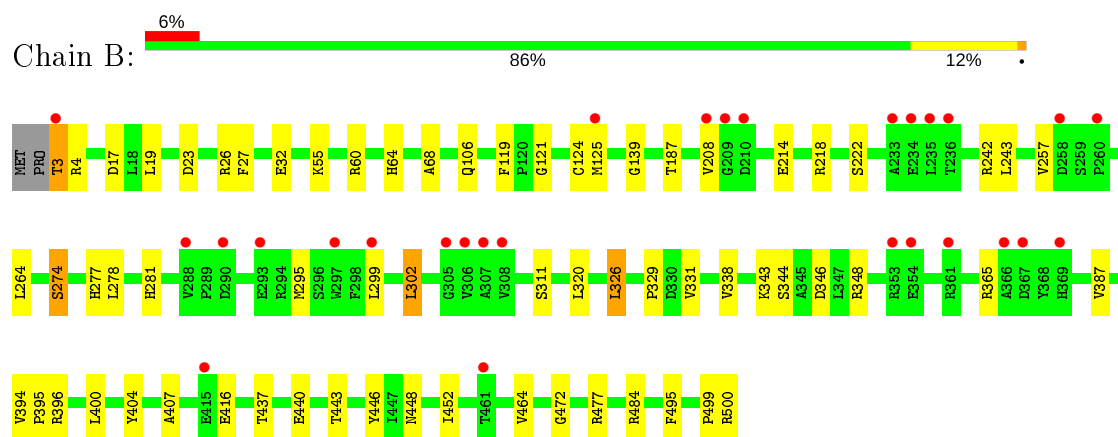 6%
Chain B:
86% 12% •
MET PRO T3 R4 D17 L18 L19 D23 R26 F27 E32 K55 R60 H64 A68 Q106 F119 P120 G121 C124 M125 G139 T187 V208 G209 D210 E214 R218 S222 A233 E234 L235 T236 R242 L243 V257 D258 S259 P260
L264 S274 H277 L278 H281 V288 P289 D290 E293 R294 M295 S296 W297 F298 L299 L302 G305 V306 A307 V308 S311 L320 L326 P329 D330 V331 V338 K343 S344 A345 D346 L347 R348 R353 E354 R361 R365 A366 D367 Y368 H369 V387
V394 P395 R396 L400 Y404 A407 E415 E416 T437 E440 T443 Y446 I447 N448 I452 T461 V464 G472 R477 R484 F495 P499 R500